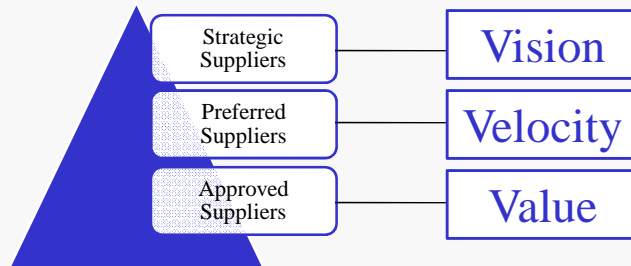 Strategic
Suppliers
Vision
Preferred
Suppliers
Velocity
Approved
Suppliers
Value